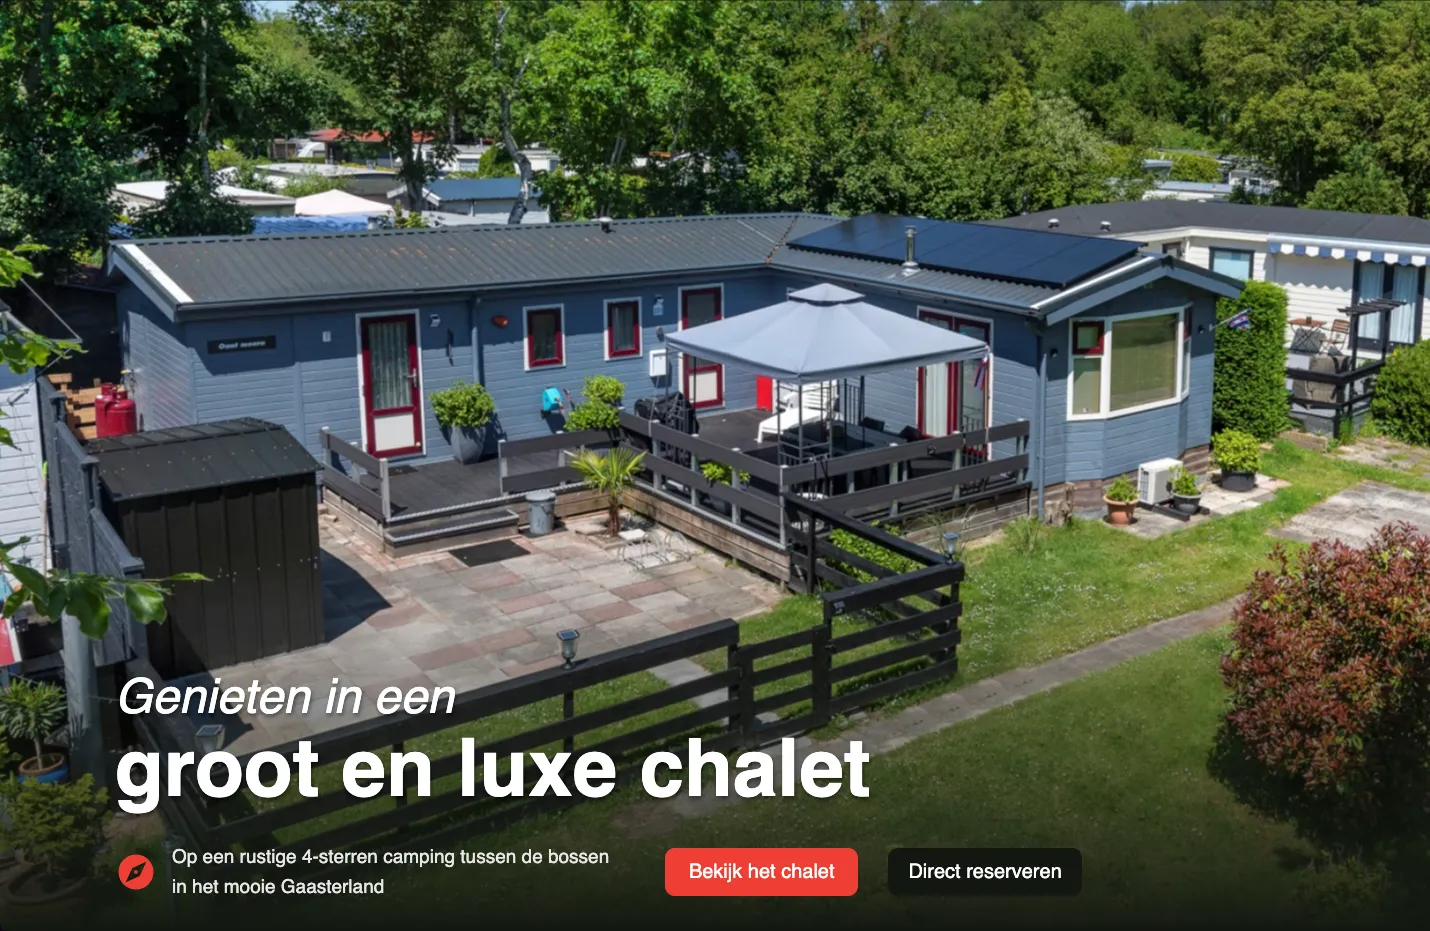 Genieten in een
groot en luxe chalet
Op een rustige 4-sterren camping tussen de bossen
in het mooie Gaasterland
Bekijk het chalet
Direct reserveren